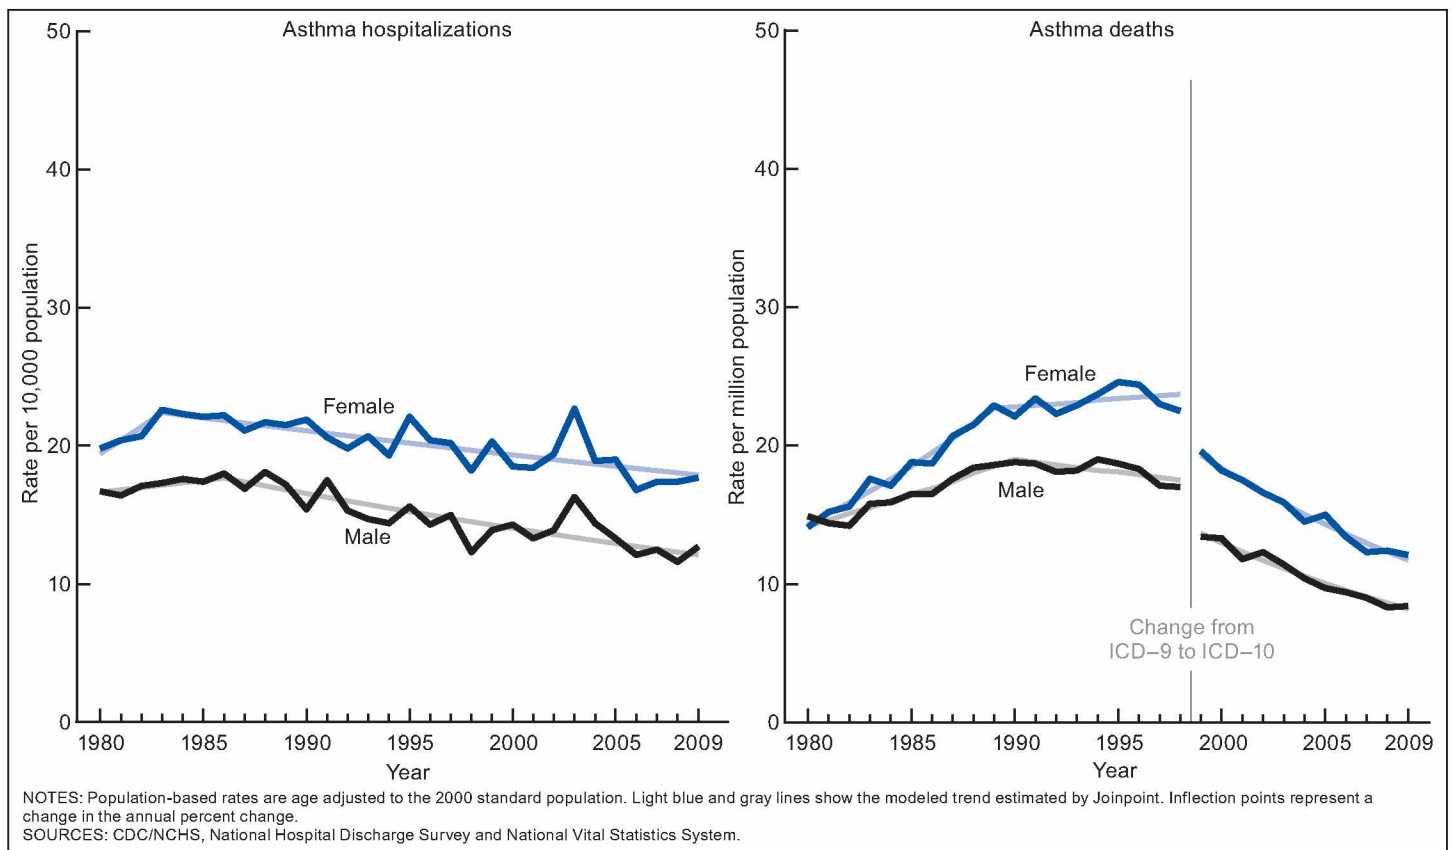 Asthma hospitalizations
50
40
30
20
10
0
Rate per 10,000 population
Female
Male
1980 1985 1990 1995 2000 2005 2009
Year
Asthma deaths
50
40
30
20
10
0
Rate per million population
Female
Male
Change from
ICD–9 to ICD–10
1980 1985 1990 1995 2000 2005 2009
Year
NOTES: Population-based rates are age adjusted to the 2000 standard population. Light blue and gray lines show the modeled trend estimated by Joinpoint. Inflection points represent a
change in the annual percent change.
SOURCES: CDC/NCHS, National Hospital Discharge Survey and National Vital Statistics System.